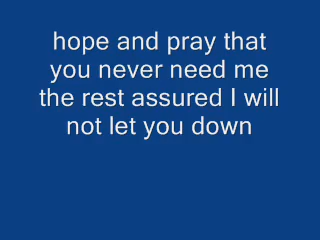 hope and pray that
you never need me
the rest assured I will
not let you down